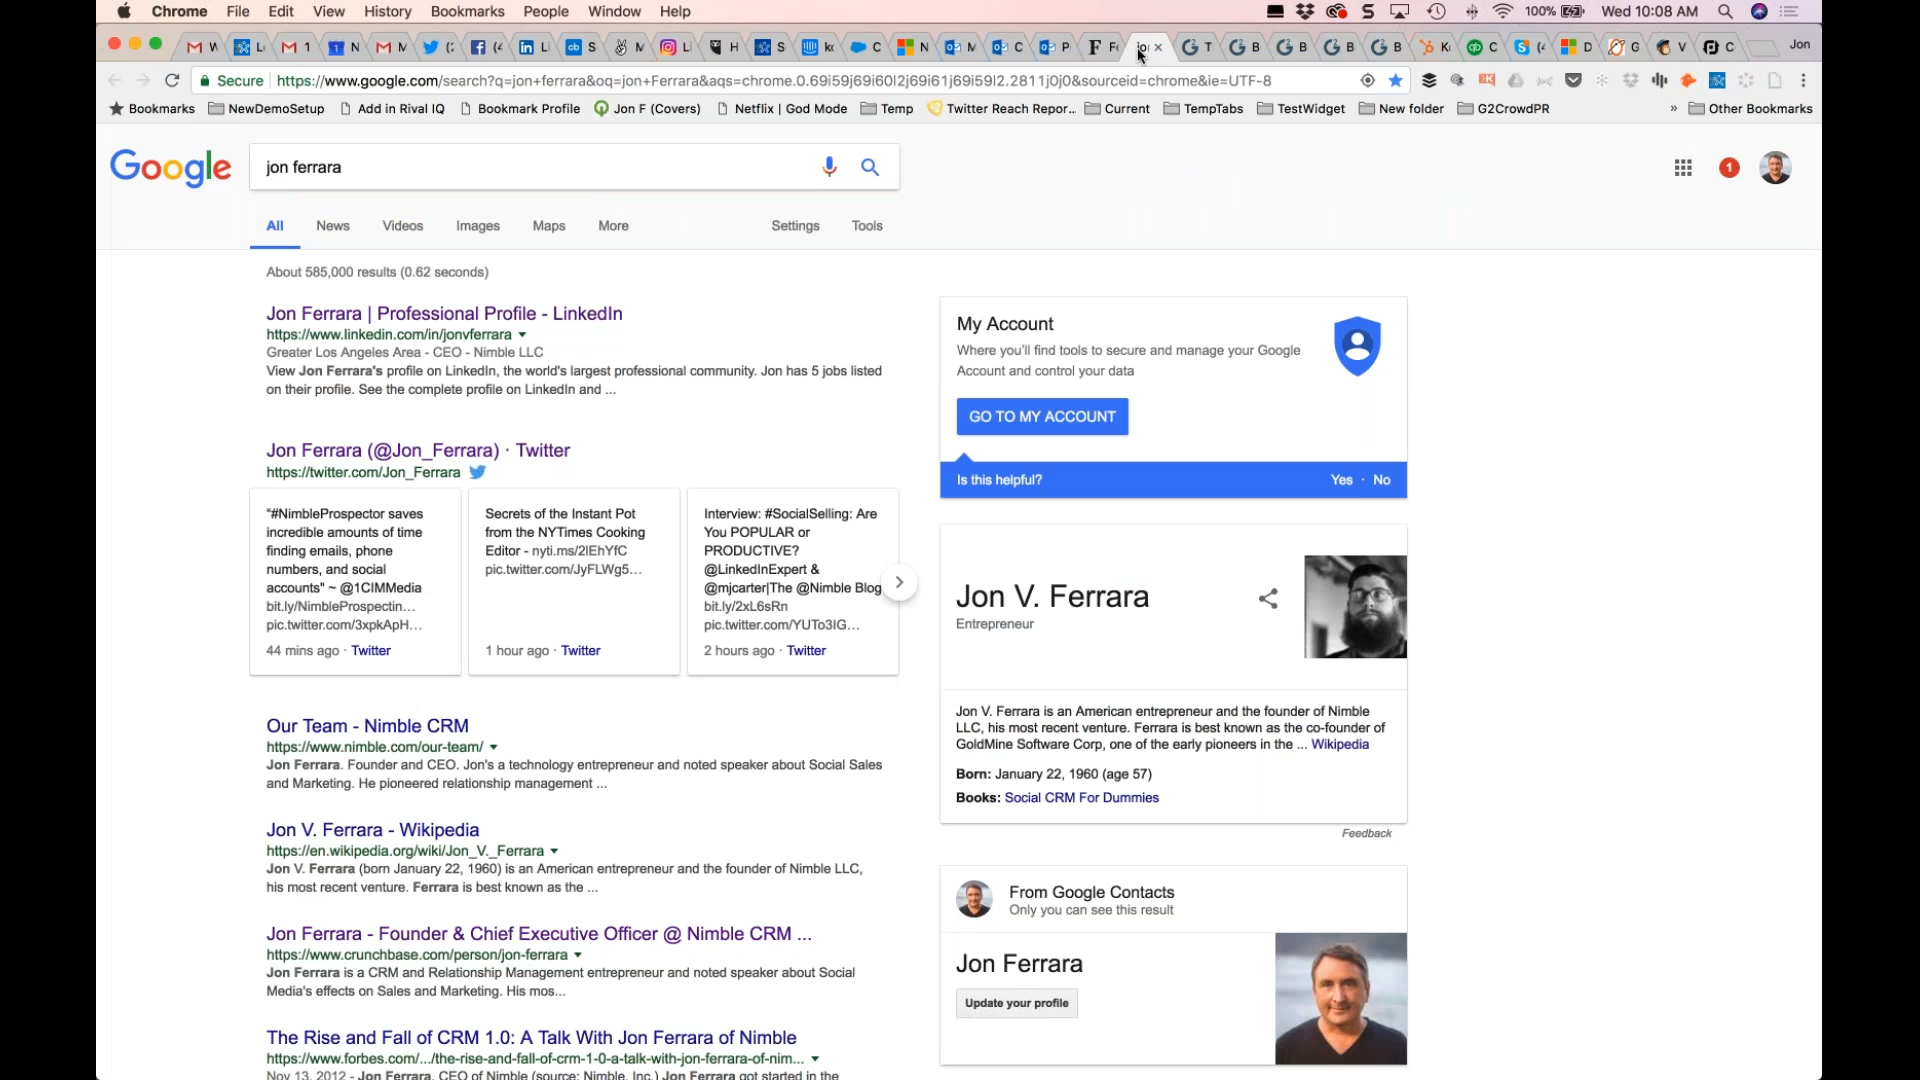 Chrome File Edit View History Bookmarks People Window Help 100% Wed 10:08 AM
Jon
Secure https://www.google.com/search?q=jon+ferrara&oq=jon+Ferrara&aqs=chrome.0.69i59j69i60l2j69i61j69i59l2.2811j0j0&sourceid=chrome&ie=UTF-8
Bookmarks NewDemoSetup Add in Rival IQ Bookmark Profile Jon F (Covers) Netflix | God Mode Temp Twitter Reach Repor... Current TempTabs TestWidget New folder G2CrowdPR » Other Bookmarks
Google
jon ferrara
1
All News Videos Images Maps More Settings Tools
About 585,000 results (0.62 seconds)
Jon Ferrara | Professional Profile - LinkedIn
https://www.linkedin.com/in/jonvferrara
Greater Los Angeles Area - CEO - Nimble LLC
View Jon Ferrara's profile on LinkedIn, the world's largest professional community. Jon has 5 jobs listed
on their profile. See the complete profile on LinkedIn and ...
Jon Ferrara (@Jon_Ferrara) · Twitter
https://twitter.com/Jon_Ferrara
"#NimbleProspector saves
incredible amounts of time
finding emails, phone
numbers, and social
accounts" ~ @1CIMMedia
bit.ly/NimbleProspectin...
pic.twitter.com/3xpkApH...
44 mins ago · Twitter
Secrets of the Instant Pot
from the NYTimes Cooking
Editor - nyti.ms/2lEhYfC
pic.twitter.com/JyFLWg5...
1 hour ago · Twitter
Interview: #SocialSelling: Are
You POPULAR or
PRODUCTIVE?
@LinkedInExpert &
@mjcarter|The @Nimble Blog
bit.ly/2xL6sRn
pic.twitter.com/YUTo3IG...
2 hours ago · Twitter
Our Team - Nimble CRM
https://www.nimble.com/our-team/
Jon Ferrara. Founder and CEO. Jon's a technology entrepreneur and noted speaker about Social Sales
and Marketing. He pioneered relationship management ...
Jon V. Ferrara - Wikipedia
https://en.wikipedia.org/wiki/Jon_V._Ferrara
Jon V. Ferrara (born January 22, 1960) is an American entrepreneur and the founder of Nimble LLC,
his most recent venture. Ferrara is best known as the ...
Jon Ferrara - Founder & Chief Executive Officer @ Nimble CRM ...
https://www.crunchbase.com/person/jon-ferrara
Jon Ferrara is a CRM and Relationship Management entrepreneur and noted speaker about Social
Media's effects on Sales and Marketing. His mos...
The Rise and Fall of CRM 1.0: A Talk With Jon Ferrara of Nimble
https://www.forbes.com/.../the-rise-and-fall-of-crm-1-0-a-talk-with-jon-ferrara-of-nim...
Nov 13, 2012 - Jon Ferrara, CEO of Nimble (source: Nimble, Inc.) Jon Ferrara got started in the
My Account
Where you'll find tools to secure and manage your Google
Account and control your data
GO TO MY ACCOUNT
Is this helpful? Yes · No
Jon V. Ferrara
Entrepreneur
Jon V. Ferrara is an American entrepreneur and the founder of Nimble
LLC, his most recent venture. Ferrara is best known as the co-founder of
GoldMine Software Corp, one of the early pioneers in the ... Wikipedia
Born: January 22, 1960 (age 57)
Books: Social CRM For Dummies
Feedback
From Google Contacts
Only you can see this result
Jon Ferrara
Update your profile